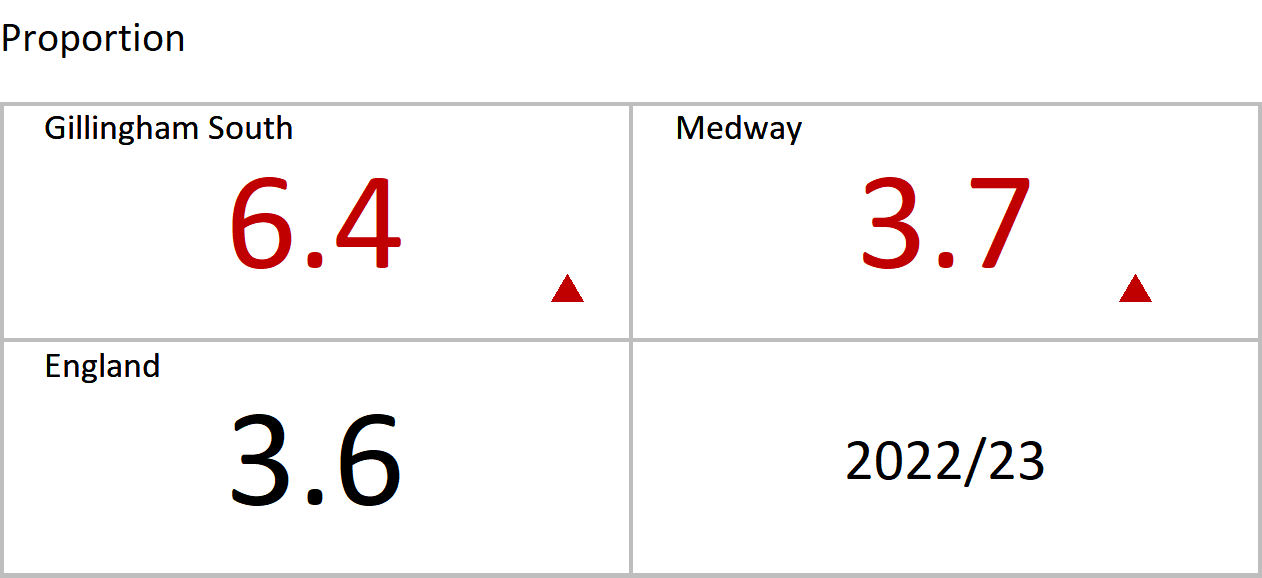 Proportion
Gillingham South
6.4
Medway
3.7
England
3.6
2022/23